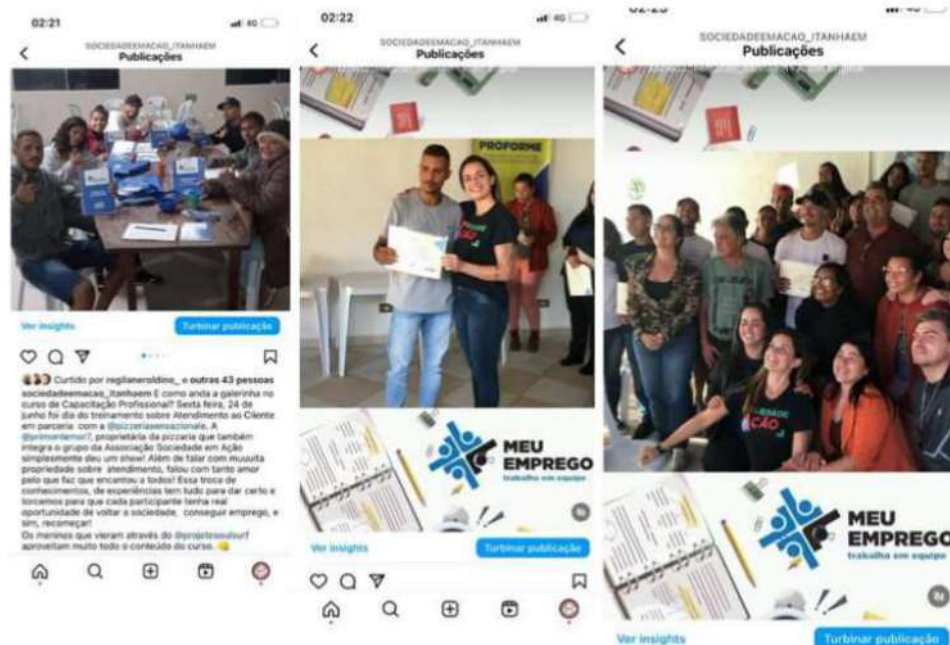 02:21
4G
SOCIEDADEEMACAO_ITANHAEM
Publicações
Ver insights
Turbinar publicação
Curtido por regilaneroldino_ e outras 43 pessoas
sociedadeemacao_itanhaem E como anda a galerinha no
curso de Capacitação Profissional? Sexta feira, 24 de
junho foi dia do treinamento sobre Atendimento ao Cliente
em parceria com a @pizzeriasensazionale. A
proprietária da pizzaria que também
integra o grupo da Associação Sociedade em Ação
simplesmente deu um show! Além de falar com muuuita
propriedade sobre atendimento, falou com tanto amor
pelo que faz que encantou a todos! Essa troca de
conhecimentos, de experiências tem tudo para dar certo e
torcemos para que cada participante tenha real
oportunidade de voltar a sociedade, conseguir emprego, e
sim, recomeçar!
Os meninos que vieram através do @projetosoulsurf
aproveitam muito todo o conteúdo do curso.
02:22
4G
SOCIEDADEEMACAO_ITANHAEM
Publicações
PROFORME
MEU
EMPREGO
trabalho em equipe
Ver insights
Turbinar publicação
SOCIEDADEEMACAO_ITANHAEM
Publicações
MEU
EMPREGO
trabalho em equipe
Ver insights
Turbinar publicação